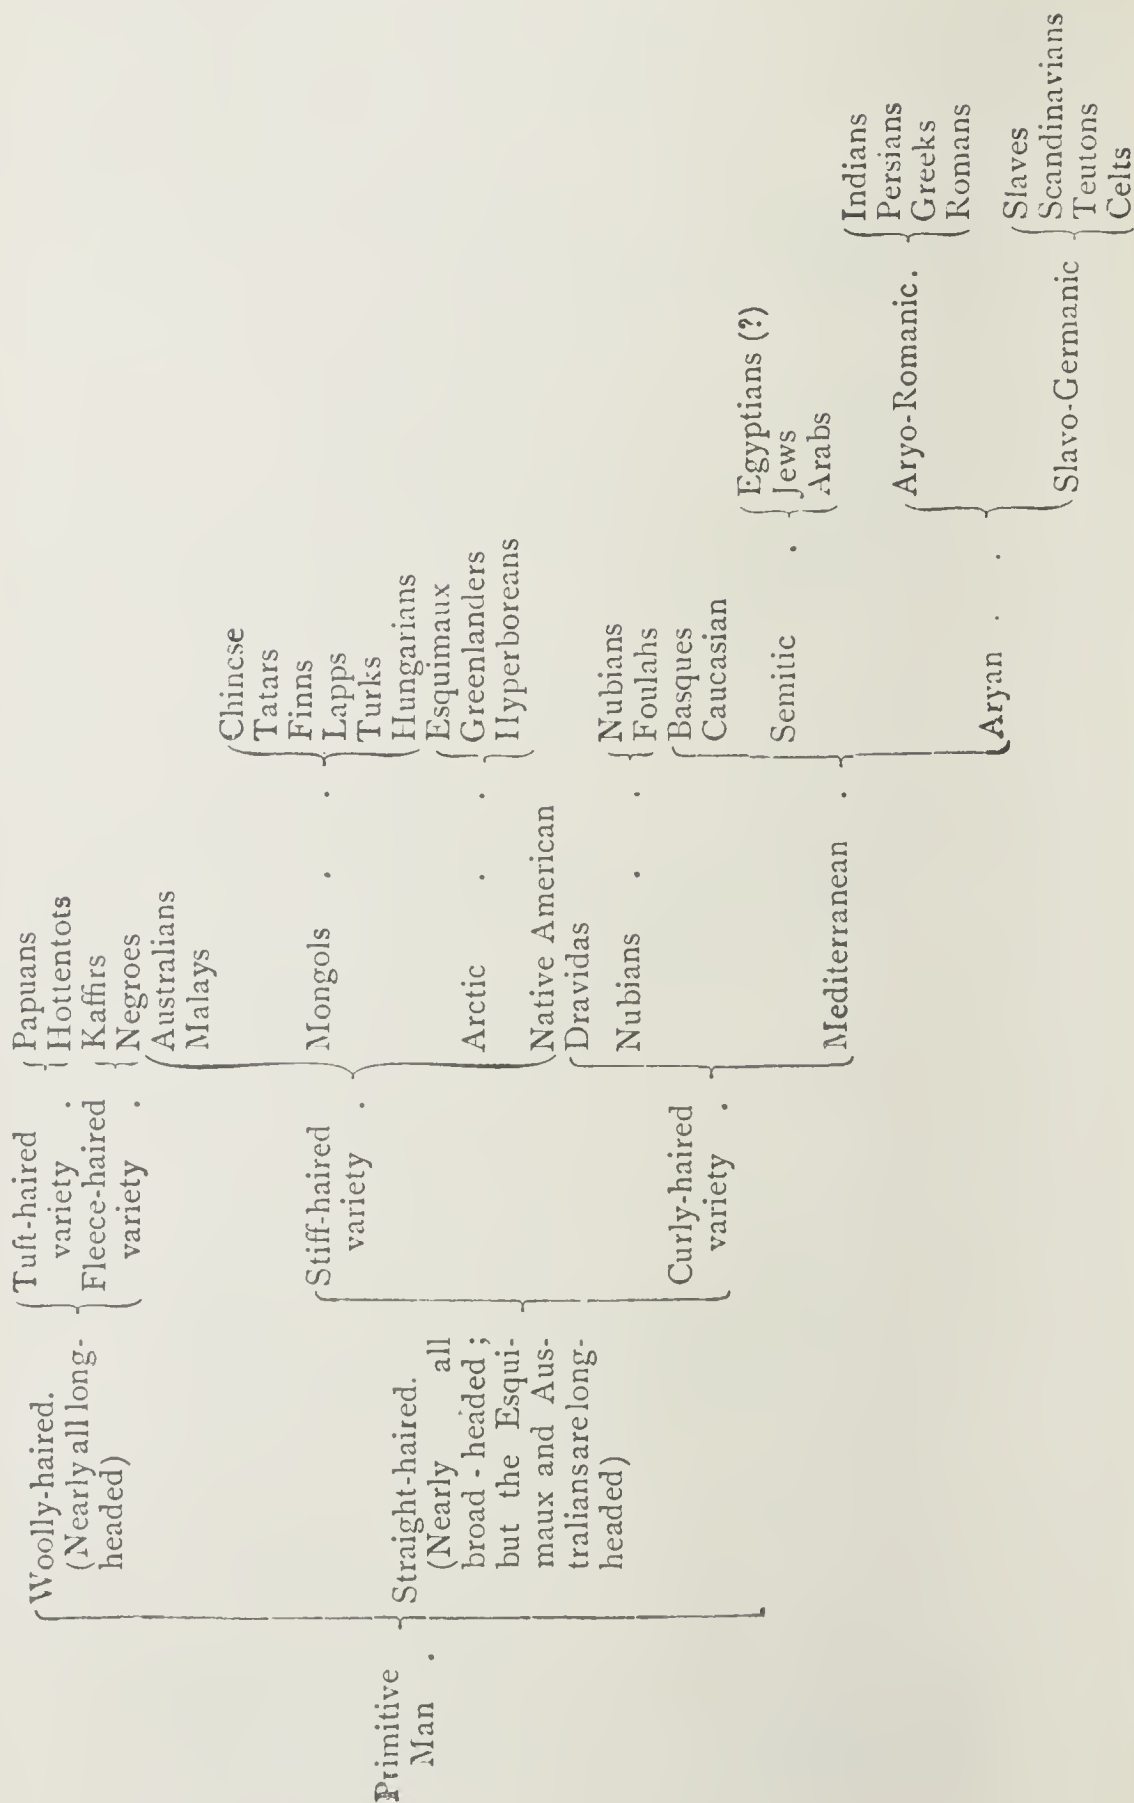 Primitive
Man .
Woolly-haired.
(Nearly all long-
headed)
Straight-haired.
(Nearly all
broad-headed;
but the Esqui-
maux and Aus-
tralians are long-
headed)
Tuft-haired
variety .
Fleece-haired
variety .
Stiff-haired
variety .
Curly-haired
variety .
Papuans
Hottentots
Kaffirs
Negroes
Australians
Malays
Mongols . .
Arctic . .
Native American
Dravidas
Nubians . .
Mediterranean .
Chinese
Tatars
Finns
Lapps
Turks
Hungarians
Esquimaux
Greenlanders
Hyperboreans
Nubians
Foulahs
Basques
Caucasian
Semitic .
Aryan . .
Egyptians (?)
Jews
Arabs
Aryo-Romanic.
Slavo-Germanic
Indians
Persians
Greeks
Romans
Slaves
Scandinavians
Teutons
Celts